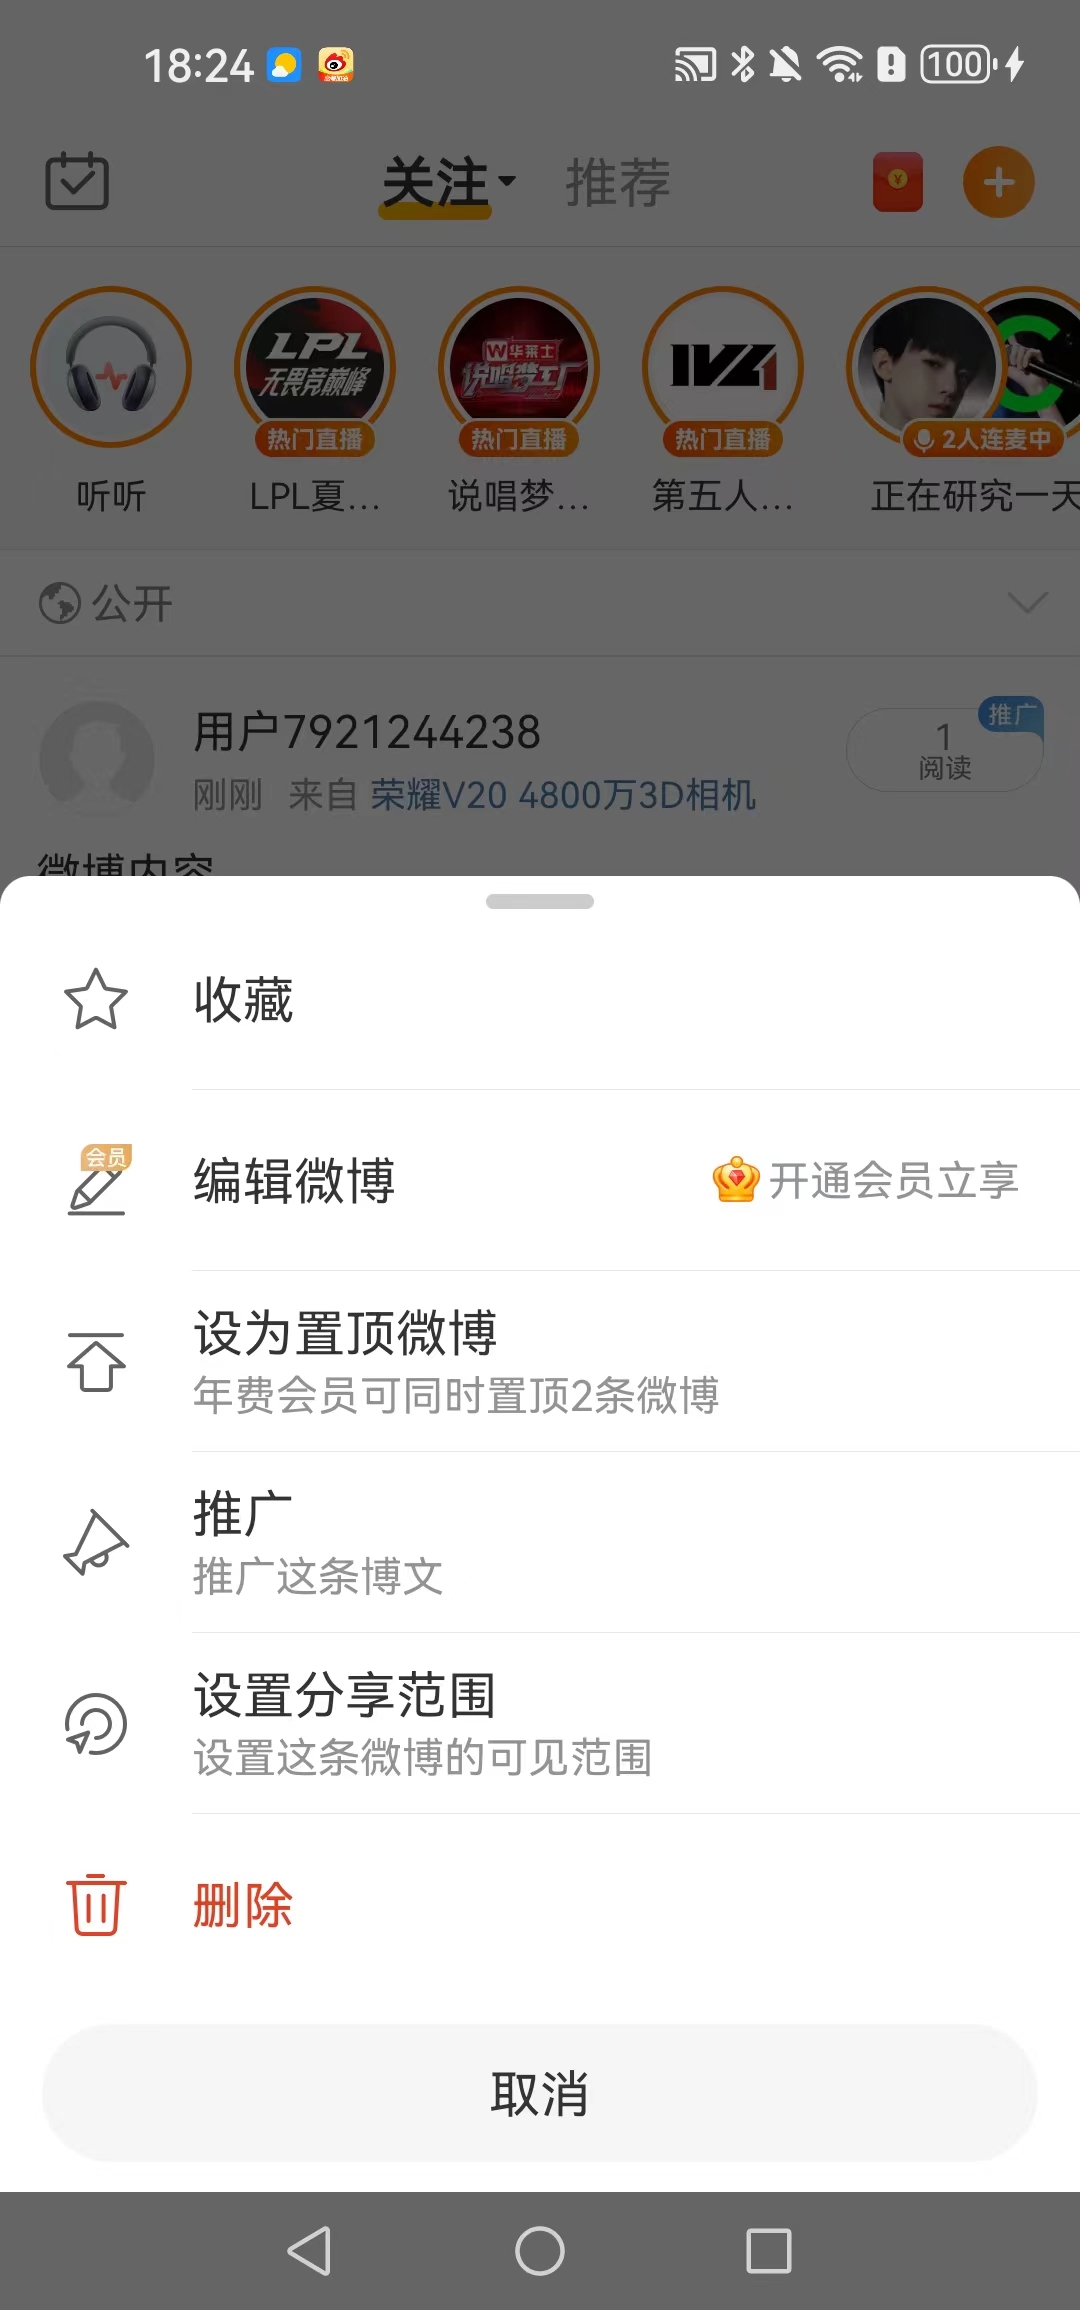 18:24
100
关注 推荐
LPL
无畏竞巅峰
W华莱士
说唱梦工厂
IVZ1
热门直播 热门直播 热门直播 2人连麦中
听听 LPL夏... 说唱梦... 第五人... 正在研究一天
公开
用户7921244238
推广
1
阅读
刚刚 来自 荣耀V20 4800万3D相机
微博内容
收藏
会员
编辑微博 开通会员立享
设为置顶微博
年费会员可同时置顶2条微博
推广
推广这条博文
设置分享范围
设置这条微博的可见范围
删除
取消